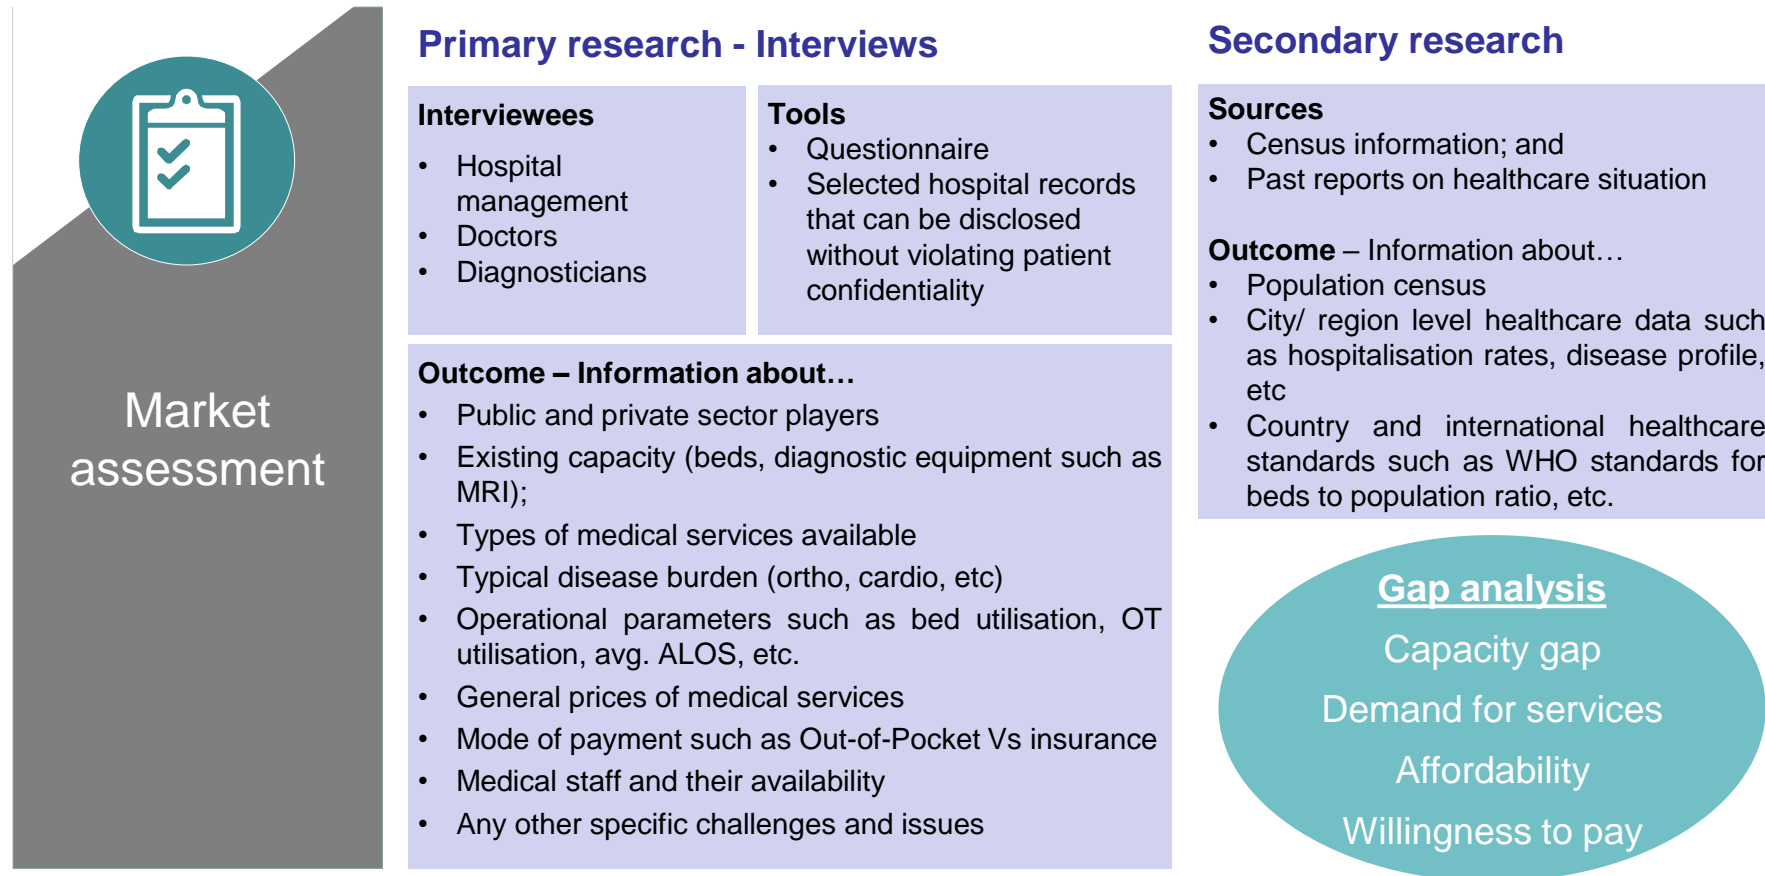 Market
assessment
Primary research - Interviews
Interviewees
• Hospital
management
• Doctors
• Diagnosticians
Tools
• Questionnaire
• Selected hospital records
that can be disclosed
without violating patient
confidentiality
Outcome – Information about…
• Public and private sector players
• Existing capacity (beds, diagnostic equipment such as
MRI);
• Types of medical services available
• Typical disease burden (ortho, cardio, etc)
• Operational parameters such as bed utilisation, OT
utilisation, avg. ALOS, etc.
• General prices of medical services
• Mode of payment such as Out-of-Pocket Vs insurance
• Medical staff and their availability
• Any other specific challenges and issues
Secondary research
Sources
• Census information; and
• Past reports on healthcare situation
Outcome – Information about…
• Population census
• City/ region level healthcare data such
as hospitalisation rates, disease profile,
etc
• Country and international healthcare
standards such as WHO standards for
beds to population ratio, etc.
Gap analysis
Capacity gap
Demand for services
Affordability
Willingness to pay